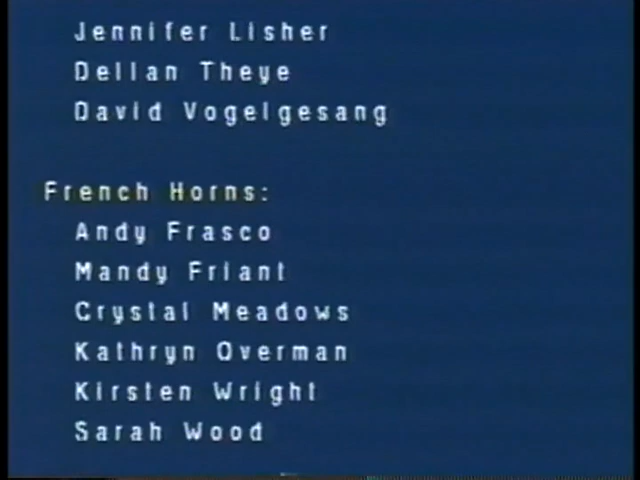 Jennifer Lisher
Dellan Theye
David Vogelgesang
French Horns:
Andy Frasco
Mandy Friant
Crystal Meadows
Kathryn Overman
Kirsten Wright
Sarah Wood